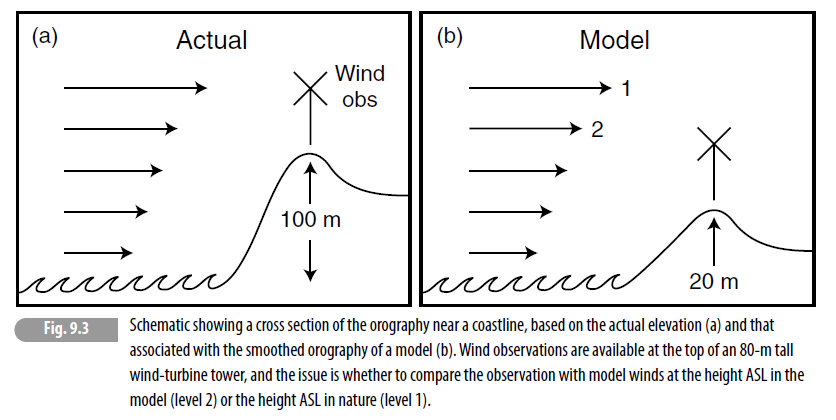 (a)
Actual
Wind
obs
100 m
(b)
Model
1
2
20 m
Fig. 9.3
Schematic showing a cross section of the orography near a coastline, based on the actual elevation (a) and that
associated with the smoothed orography of a model (b). Wind observations are available at the top of an 80-m tall
wind-turbine tower, and the issue is whether to compare the observation with model winds at the height ASL in the
model (level 2) or the height ASL in nature (level 1).